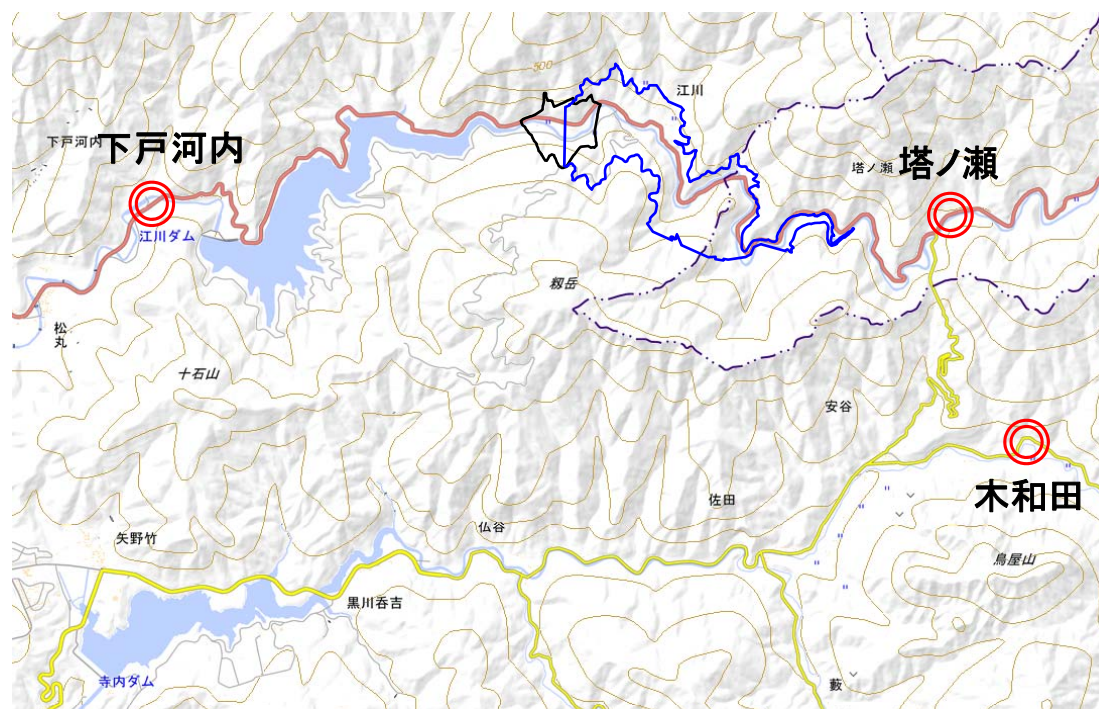 500
江川
下戸河内
下戸河内
塔ノ瀬
塔ノ瀬
江川ダム
籾岳
松丸
十石山
安谷
木和田
佐田
仏谷
矢野竹
鳥屋山
黒川呑吉
寺内ダム
藪